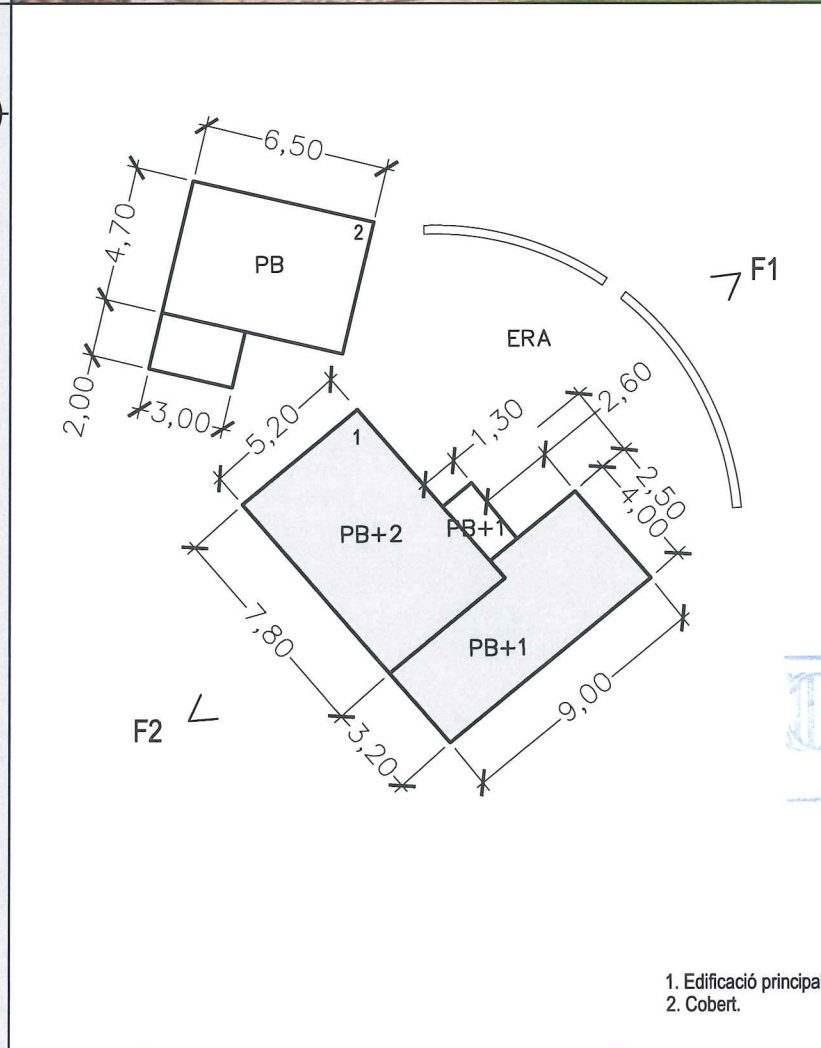 6,50
4,70
2
PB
F1
ERA
2,00
3,00
5,20
1,30
2,60
1
2,50
4,00
PB+2
PB+1
7,80
PB+1
9,00
F2
3,20
1. Edificació principal
2. Cobert.